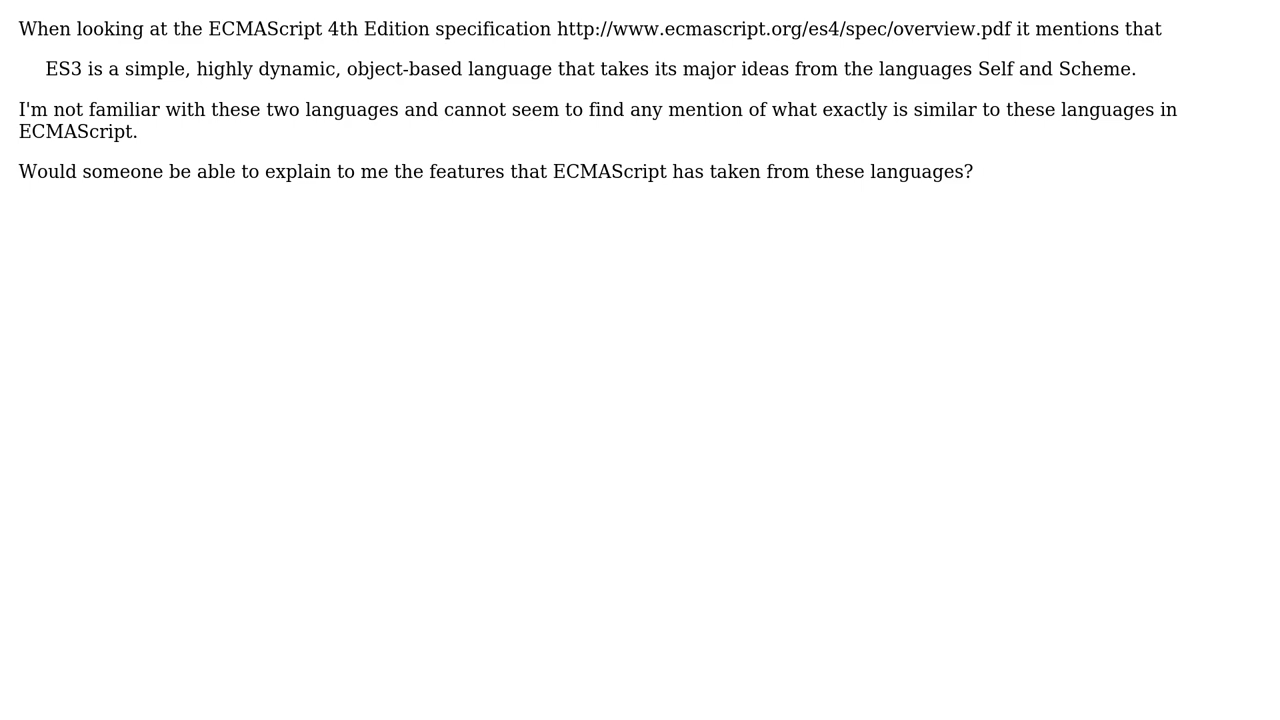 When looking at the ECMAScript 4th Edition specification http://www.ecmascript.org/es4/spec/overview.pdf it mentions that
ES3 is a simple, highly dynamic, object-based language that takes its major ideas from the languages Self and Scheme.
I'm not familiar with these two languages and cannot seem to find any mention of what exactly is similar to these languages in
ECMAScript.
Would someone be able to explain to me the features that ECMAScript has taken from these languages?